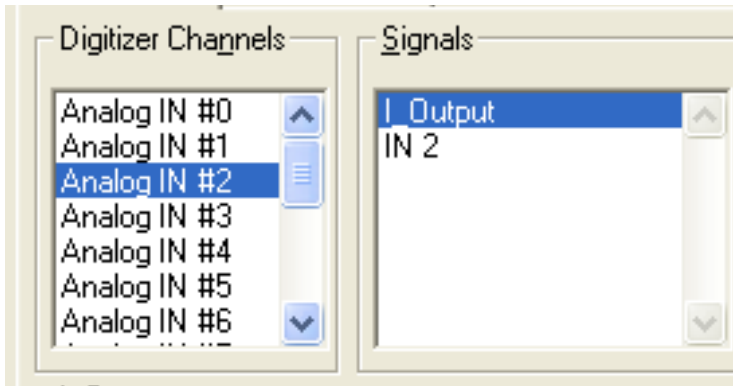 Digitizer Channels
Analog IN #0
Analog IN #1
Analog IN #2
Analog IN #3
Analog IN #4
Analog IN #5
Analog IN #6
Signals
I_Output
IN 2